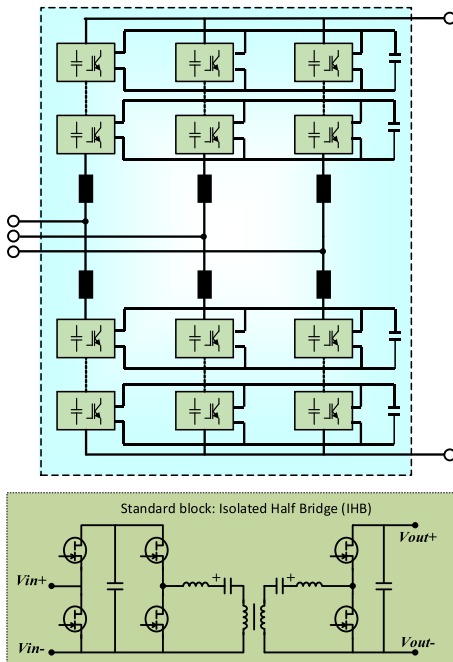 Standard block: Isolated Half Bridge (IHB)
Vout+
+
+
Vin+
Vin-
Vout-